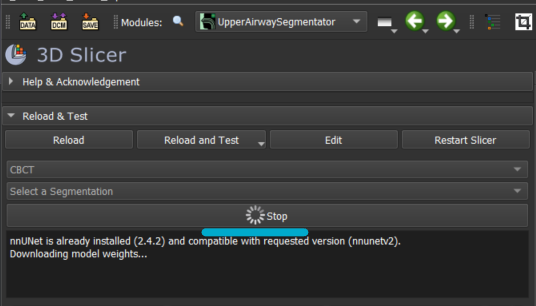 DATA DCM SAVE Modules: UpperAirwaySegmentator
3D Slicer
Help & Acknowledgement
Reload & Test
Reload Reload and Test Edit Restart Slicer
CBCT
Select a Segmentation
Stop
nnUNet is already installed (2.4.2) and compatible with requested version (nnunetv2).
Downloading model weights...